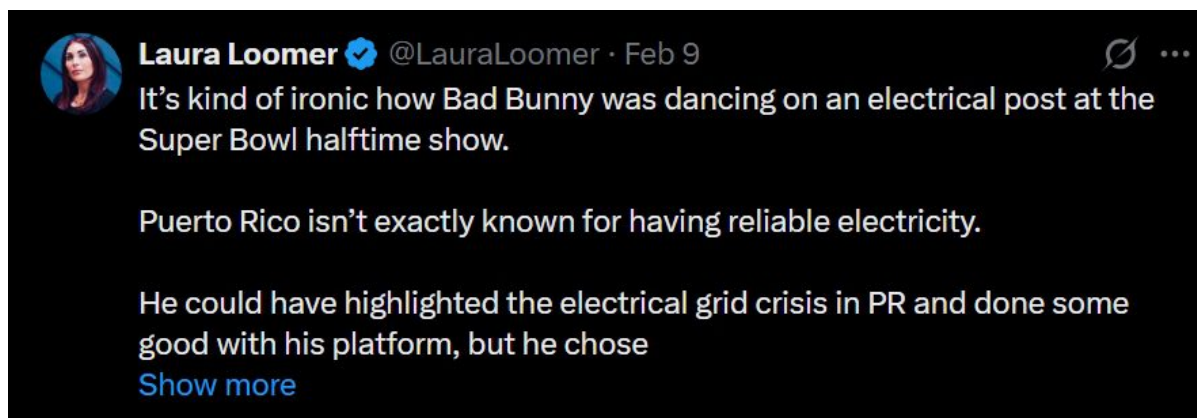 Laura Loomer @LauraLoomer · Feb 9
It’s kind of ironic how Bad Bunny was dancing on an electrical post at the
Super Bowl halftime show.
Puerto Rico isn’t exactly known for having reliable electricity.
He could have highlighted the electrical grid crisis in PR and done some
good with his platform, but he chose
Show more